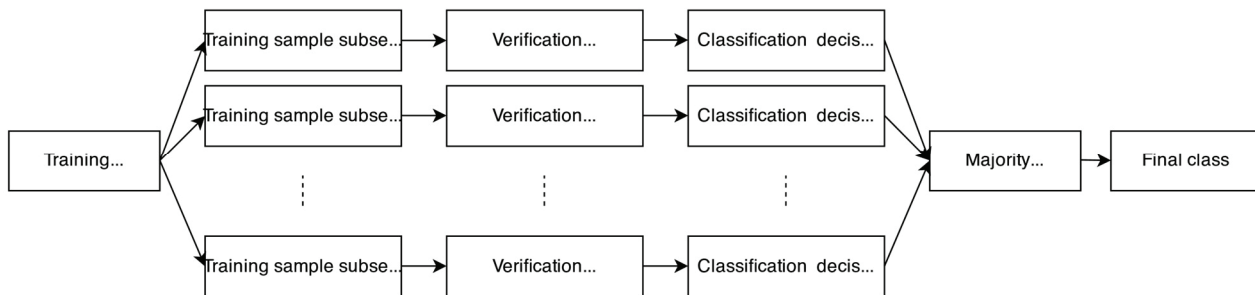 Training sample subse...
Verification...
Classification decis...
Training sample subse...
Verification...
Classification decis...
Training...
Majority...
Final class
Training sample subse...
Verification...
Classification decis...